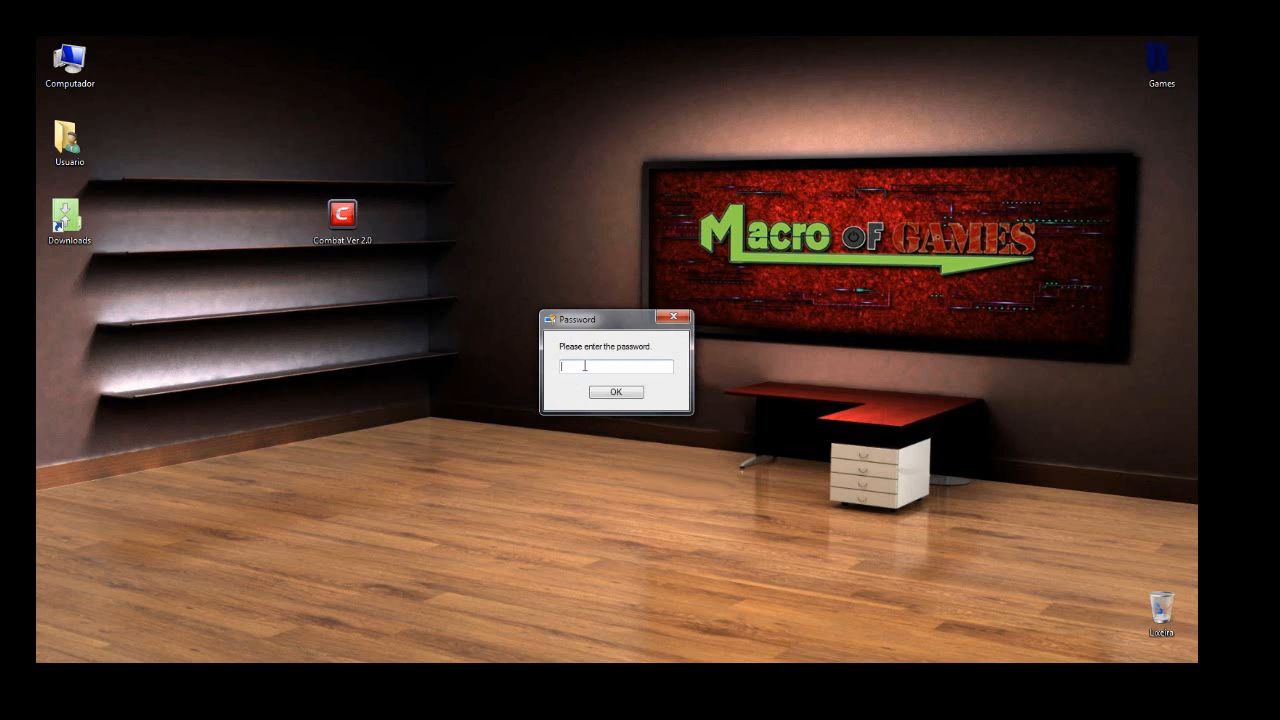 Computador
Games
Usuario
Downloads
Combat Ver 2.0
Macro OF GAMES
Password
Please enter the password.
OK
Lixeira